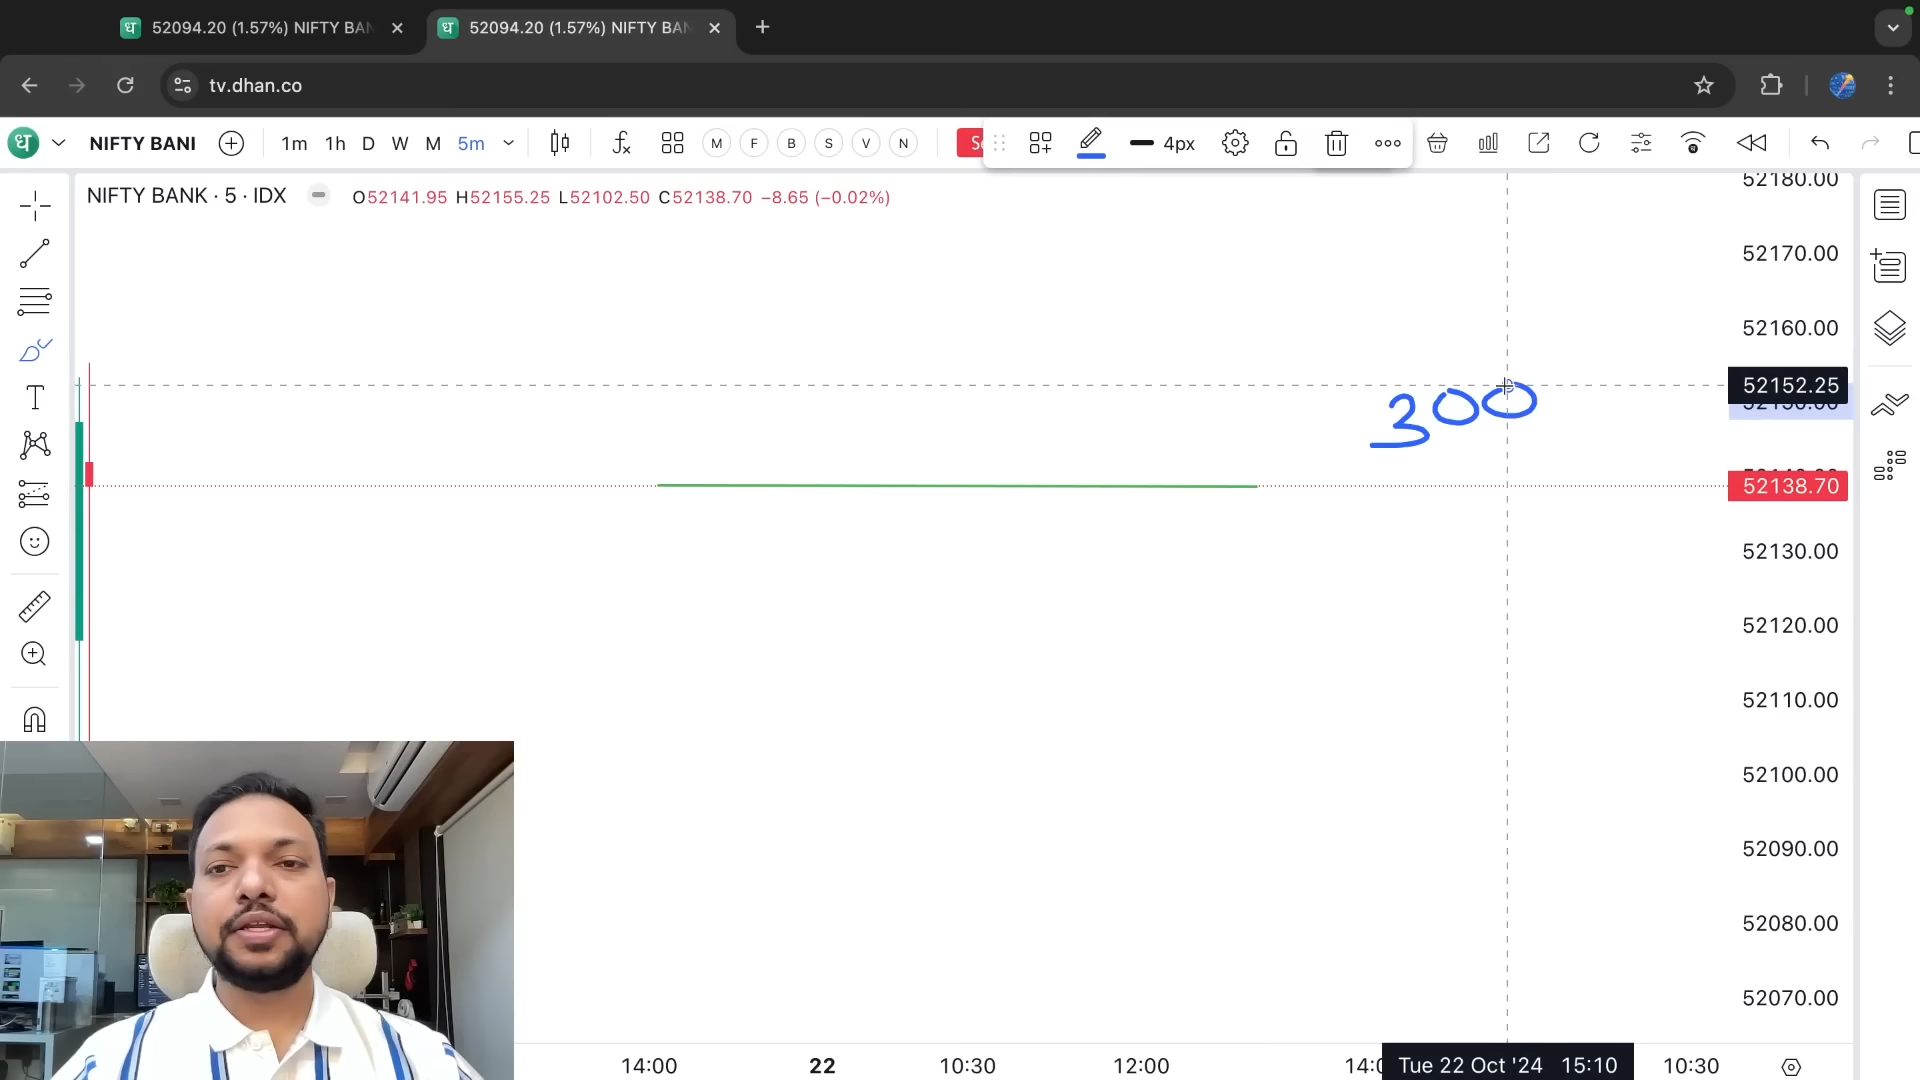 52094.20 (1.57%) NIFTY BAN
52094.20 (1.57%) NIFTY BAN
tv.dhan.co
ध NIFTY BANI 1m 1h D W M 5m M F B S V N 4px
NIFTY BANK · 5 · IDX O52141.95 H52155.25 L52102.50 C52138.70 −8.65 (−0.02%)
52180.00
52170.00
52160.00
52152.25
300
52138.70
52130.00
52120.00
52110.00
52100.00
52090.00
52080.00
52070.00
14:00 22 10:30 12:00 Tue 22 Oct '24 15:10 10:30